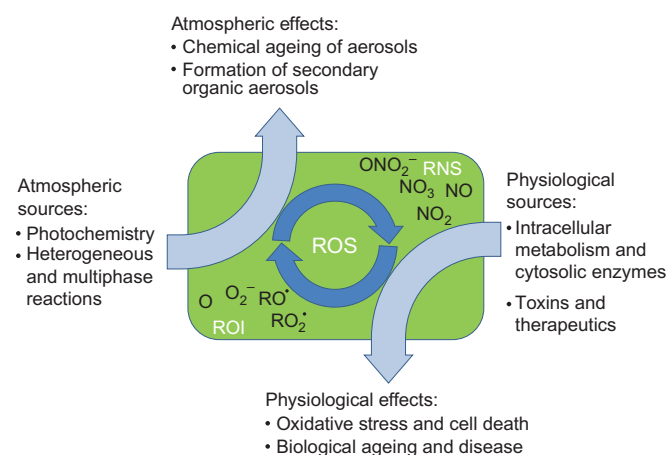 Atmospheric effects:
• Chemical ageing of aerosols
• Formation of secondary
organic aerosols
Atmospheric
sources:
• Photochemistry
• Heterogeneous
and multiphase
reactions
ONO₂⁻ RNS
NO₃ NO
NO₂
ROS
O O₂⁻ RO•
RO₂•
ROI
Physiological
sources:
• Intracellular
metabolism and
cytosolic enzymes
• Toxins and
therapeutics
Physiological effects:
• Oxidative stress and cell death
• Biological ageing and disease